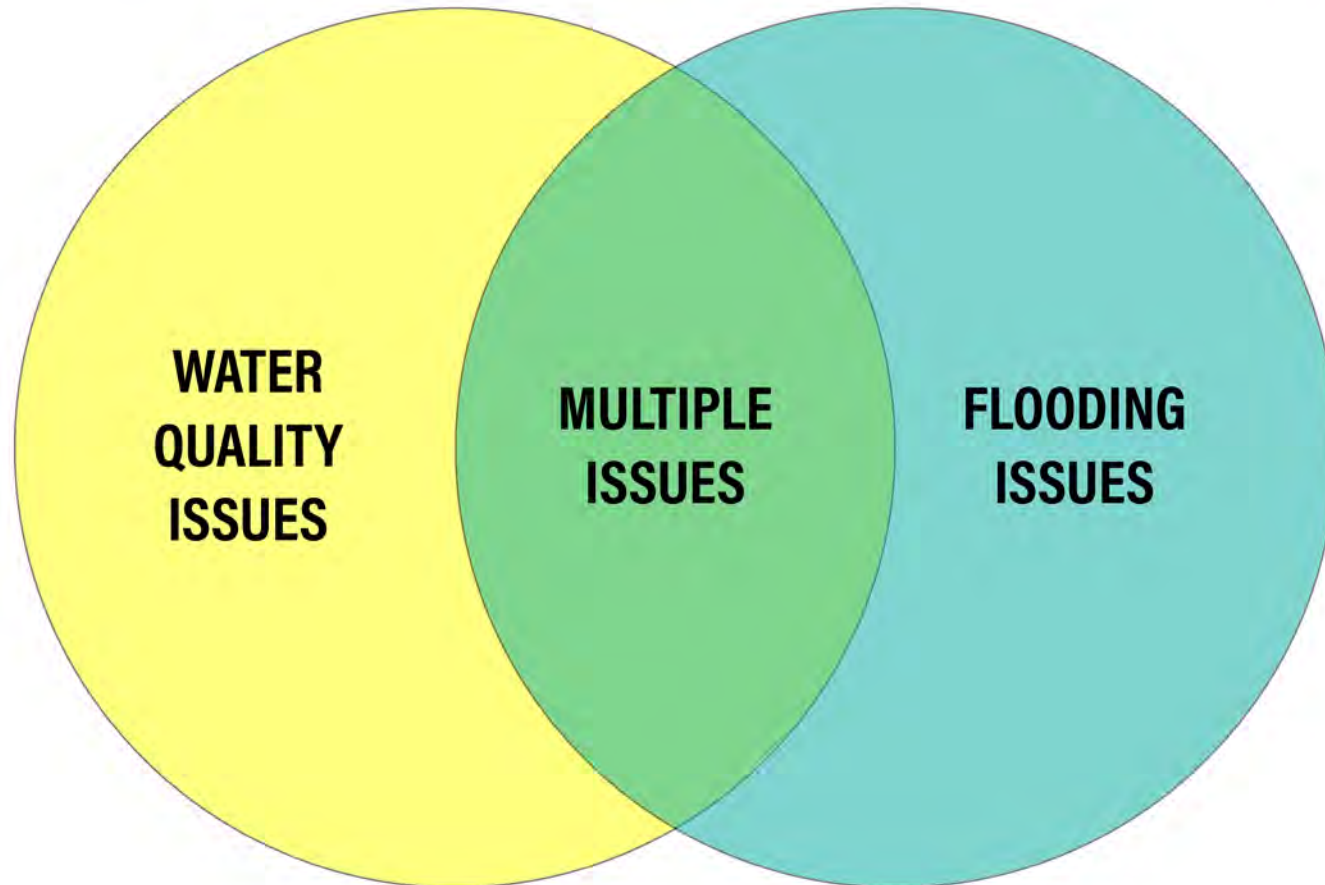 WATER
QUALITY
ISSUES
MULTIPLE
ISSUES
FLOODING
ISSUES